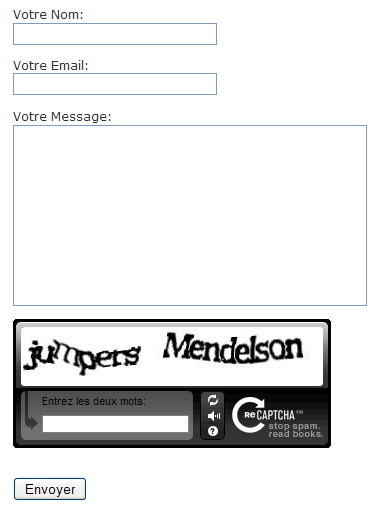 Votre Nom:
Votre Email:
Votre Message:
jumpers Mendelson
Entrez les deux mots:
ReCAPTCHA™
stop spam.
read books.
Envoyer